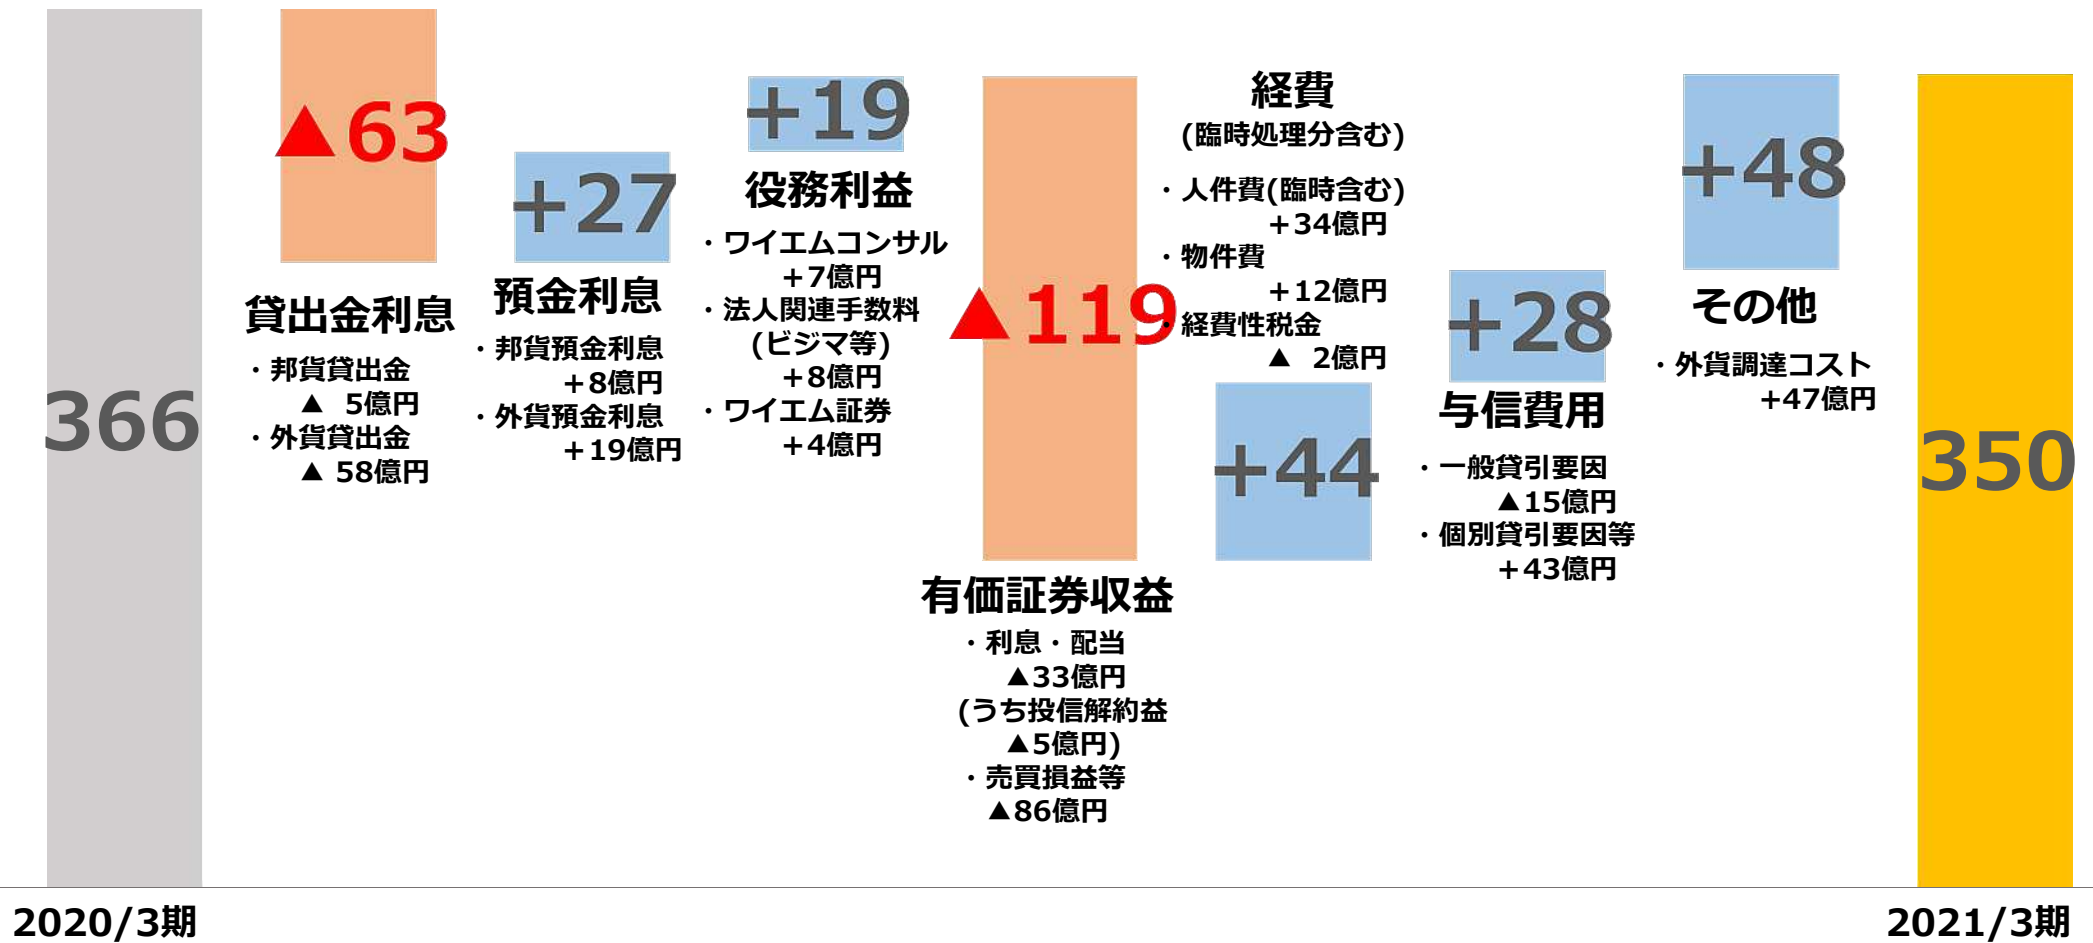 366
2020/3期
▲63
貸出金利息
・邦貨貸出金
▲ 5億円
・外貨貸出金
▲ 58億円
+27
預金利息
・邦貨預金利息
+8億円
・外貨預金利息
+19億円
+19
役務利益
・ワイエムコンサル
+7億円
・法人関連手数料
(ビジマ等)
+8億円
・ワイエム証券
+4億円
▲119
有価証券収益
・利息・配当
▲33億円
(うち投信解約益
▲5億円)
・売買損益等
▲86億円
経費
(臨時処理分含む)
・人件費(臨時含む)
+34億円
・物件費
+12億円
・経費性税金
▲ 2億円
+44
+28
与信費用
・一般貸引要因
▲15億円
・個別貸引要因等
+43億円
+48
その他
・外貨調達コスト
+47億円
350
2021/3期